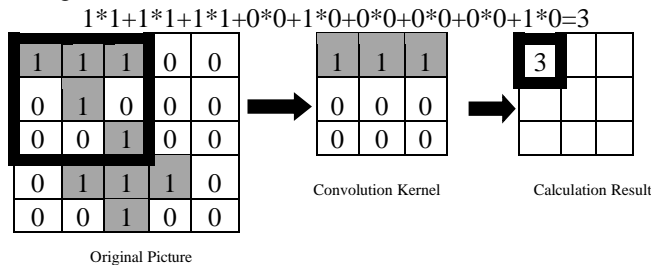 1*1+1*1+1*1+0*0+1*0+0*0+0*0+0*0+1*0=3
1 1 1 0 0
0 1 0 0 0
0 0 1 0 0
0 1 1 1 0
0 0 1 0 0
Original Picture
1 1 1
0 0 0
0 0 0
Convolution Kernel
3
Calculation Result